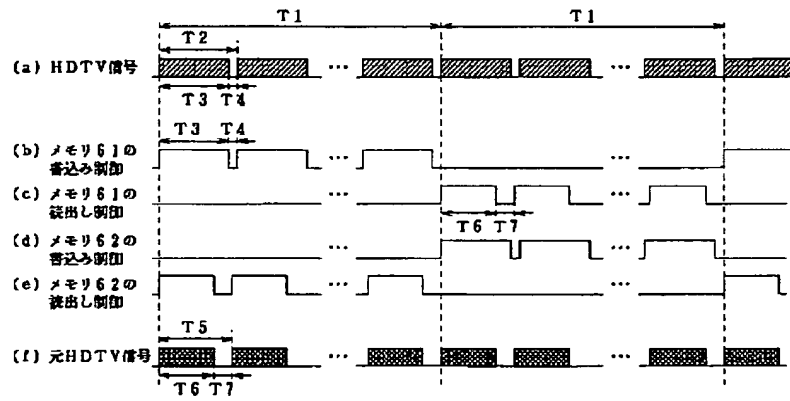 T1 T1
T2
(a) HDTV信号 ... ...
T3 T4
T3 T4
(b) メモリ61の
書込み制御 ...
(c) メモリ61の
読出し制御 ... ...
T6 T7
(d) メモリ62の
書込み制御 ... ...
(e) メモリ62の
読出し制御 ... ...
T5
(f) 元HDTV信号 ... ...
T6 T7